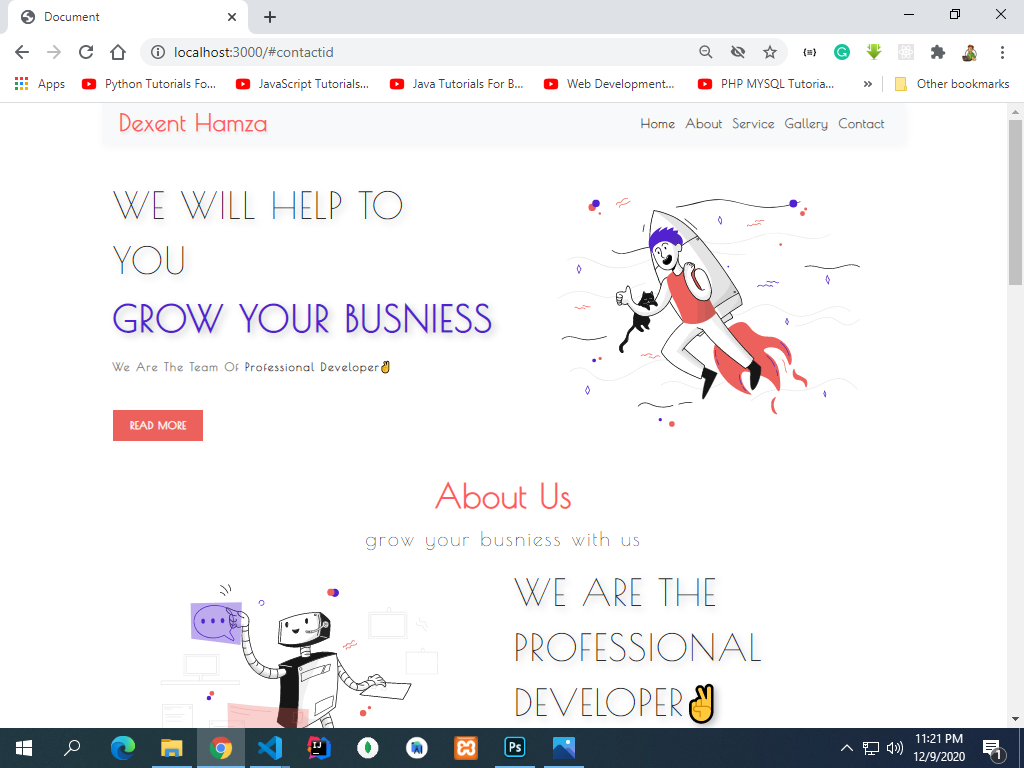 Document
localhost:3000/#contactid
Apps
Python Tutorials Fo...
JavaScript Tutorials...
Java Tutorials For B...
Web Development...
PHP MYSQL Tutoria...
»
Other bookmarks
Dexent Hamza
Home About Service Gallery Contact
WE WILL HELP TO
YOU
GROW YOUR BUSNIESS
We Are The Team Of Professional Developer✌
READ MORE
About Us
grow your busniess with us
WE ARE THE
PROFESSIONAL
DEVELOPER✌
IJ
Ps
11:21 PM
12/9/2020
1